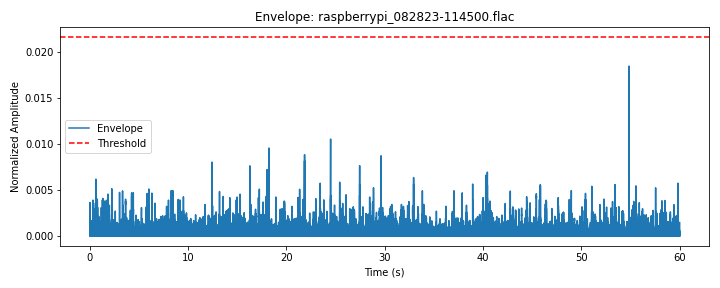 Envelope: raspberrypi_082823-114500.flac
Normalized Amplitude
0.020
0.015
0.010
0.005
0.000
Envelope
Threshold
0
10
20
30
40
50
60
Time (s)